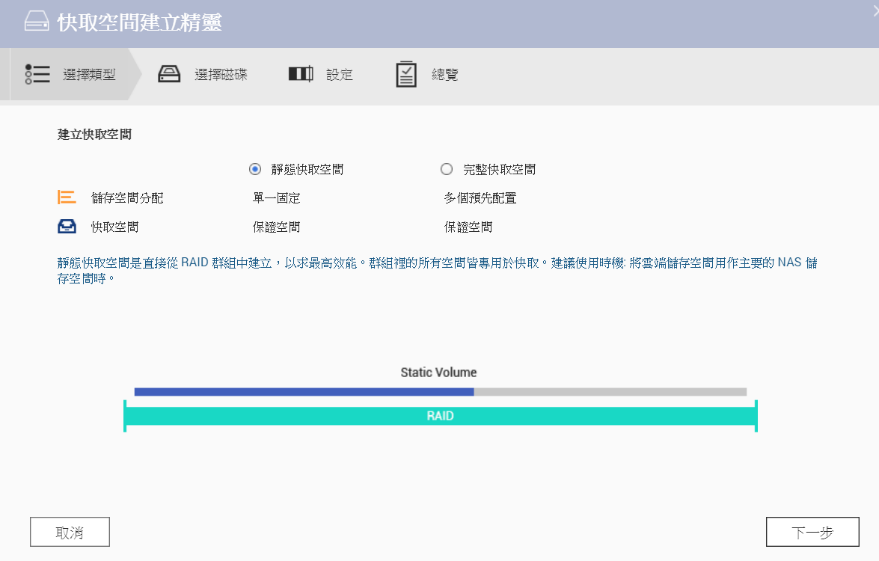 快取空間建立精靈
選擇類型 選擇磁碟 設定 總覽
建立快取空間
靜態快取空間 完整快取空間
儲存空間分配 單一固定 多個預先配置
快取空間 保證空間 保證空間
靜態快取空間是直接從 RAID 群組中建立，以求最高效能。群組裡的所有空間皆專用於快取。建議使用時機: 將雲端儲存空間用作主要的 NAS 儲
存空間時。
Static Volume
RAID
取消 下一步